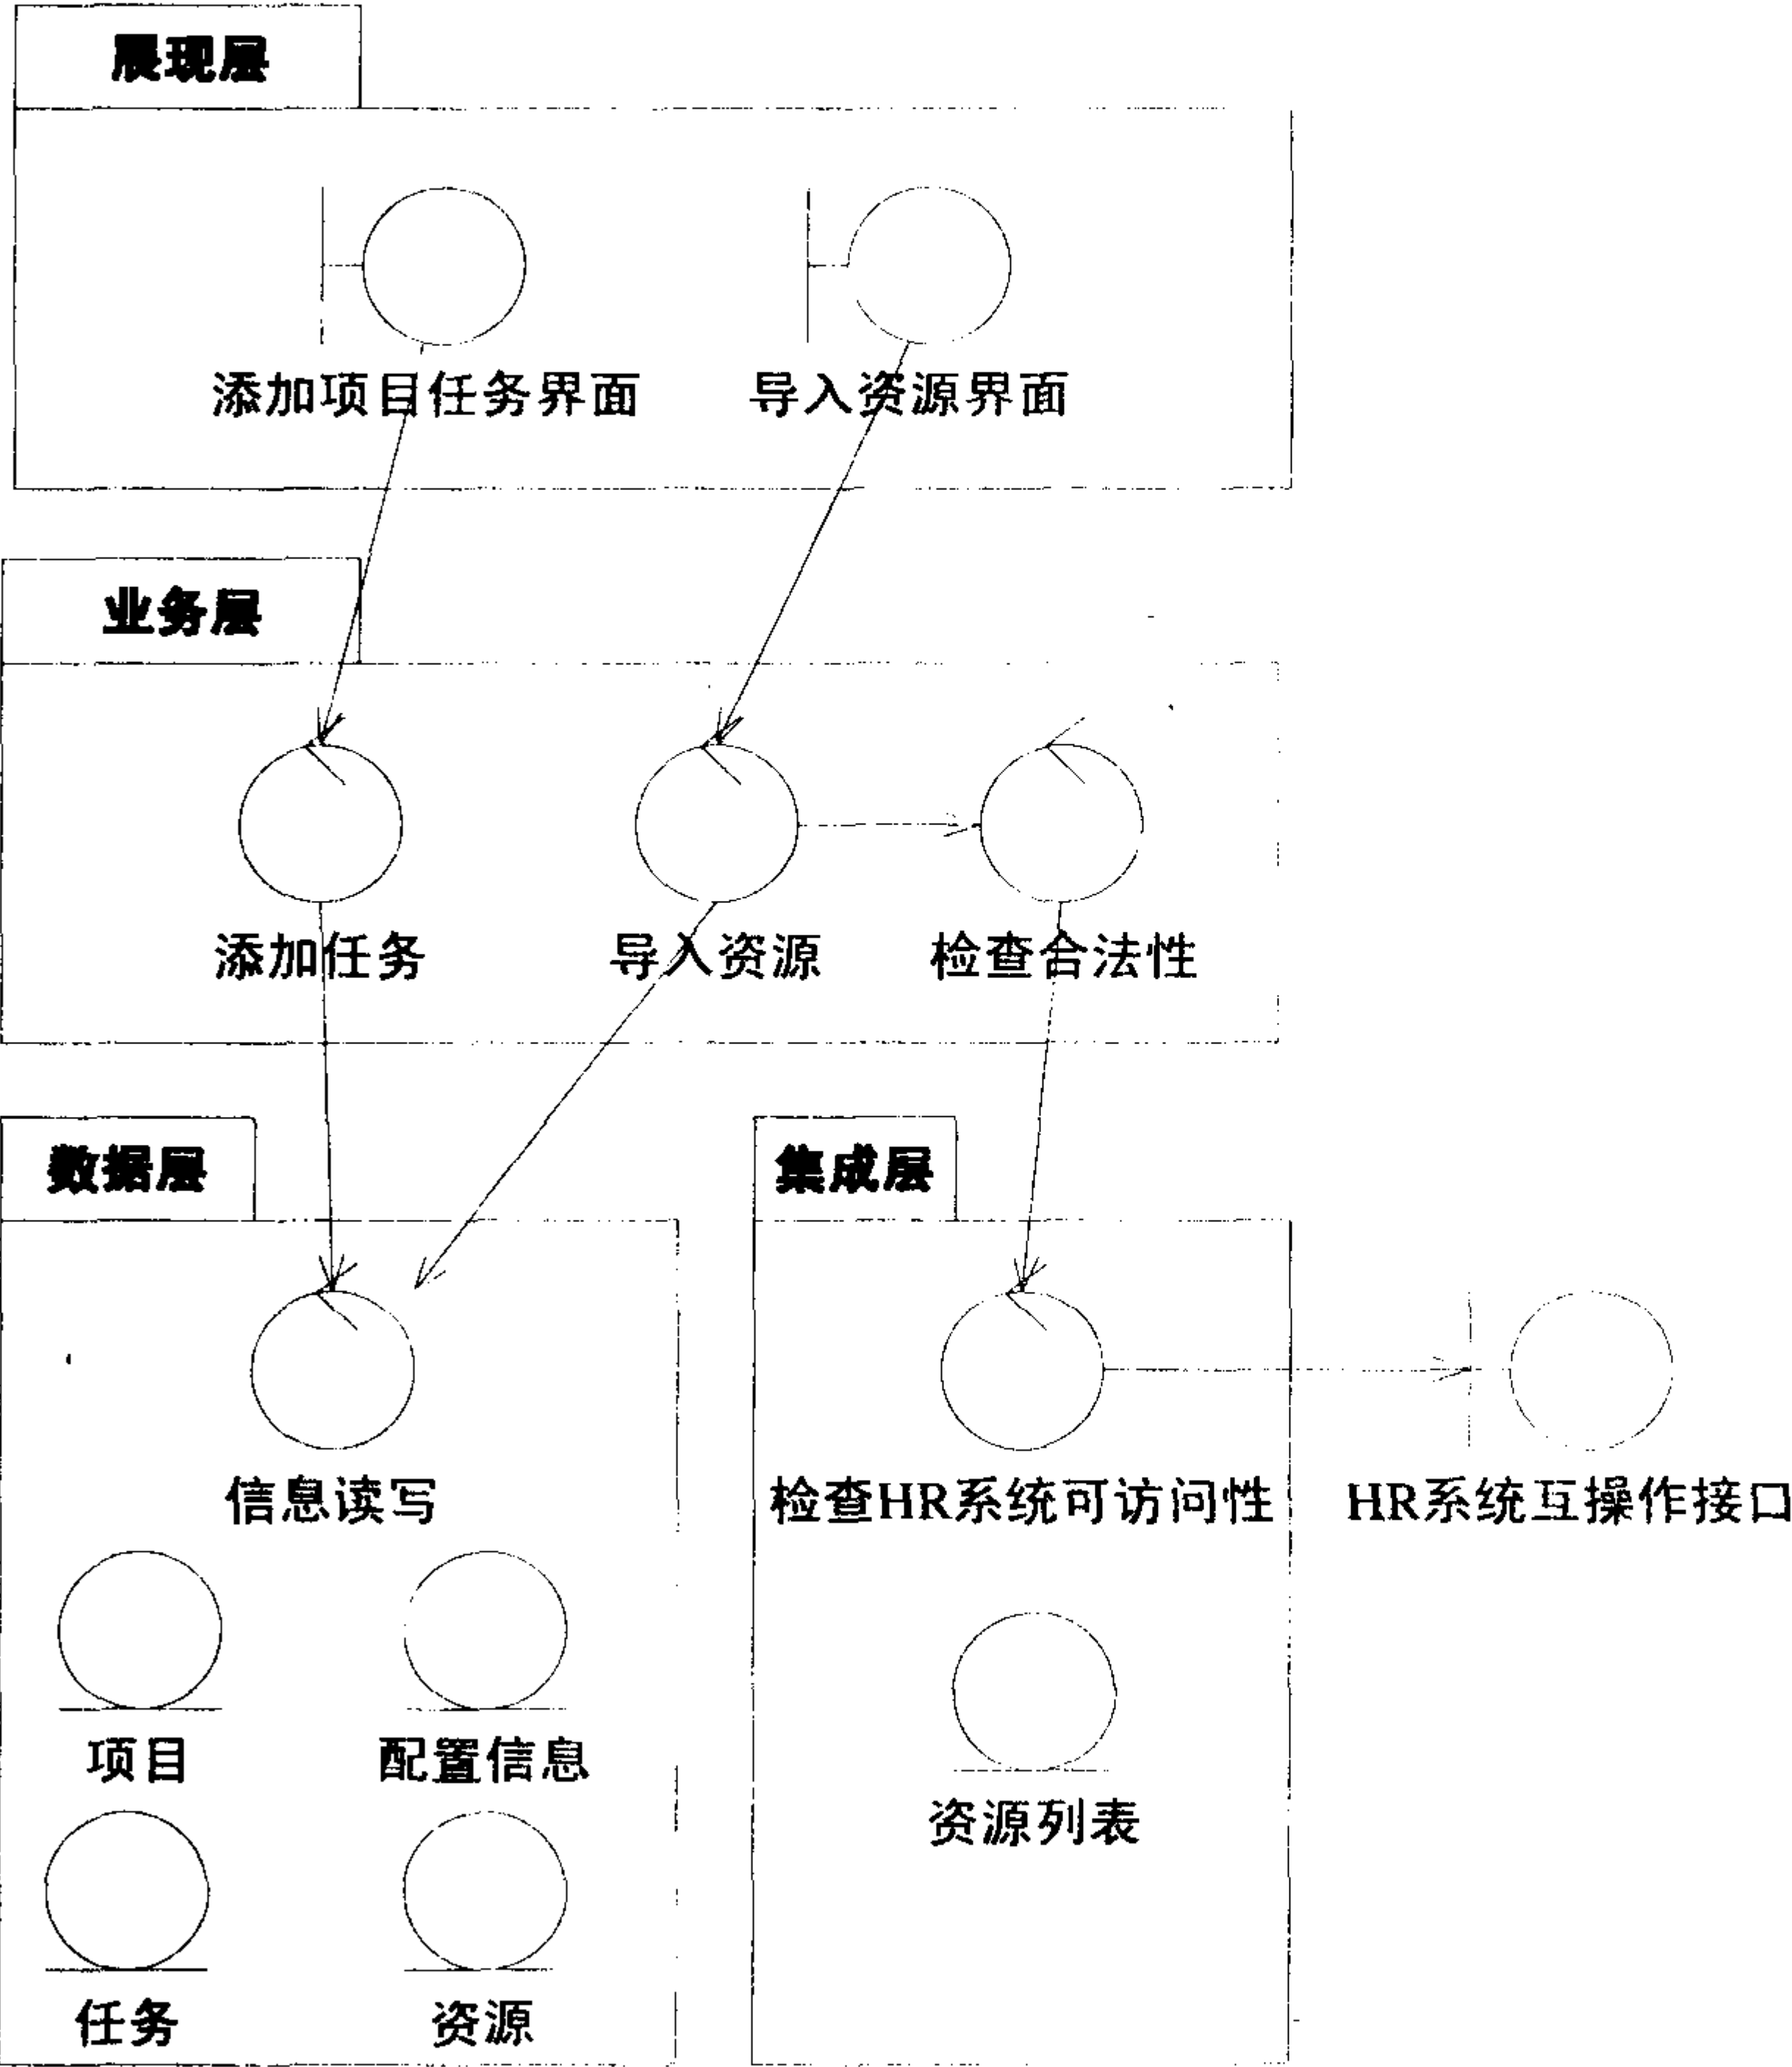 展现层
添加项目任务界面
导入资源界面
业务层
添加任务
导入资源
检查合法性
数据层
集成层
信息读写
检查HR系统可访问性
HR系统互操作接口
项目
配置信息
资源列表
任务
资源